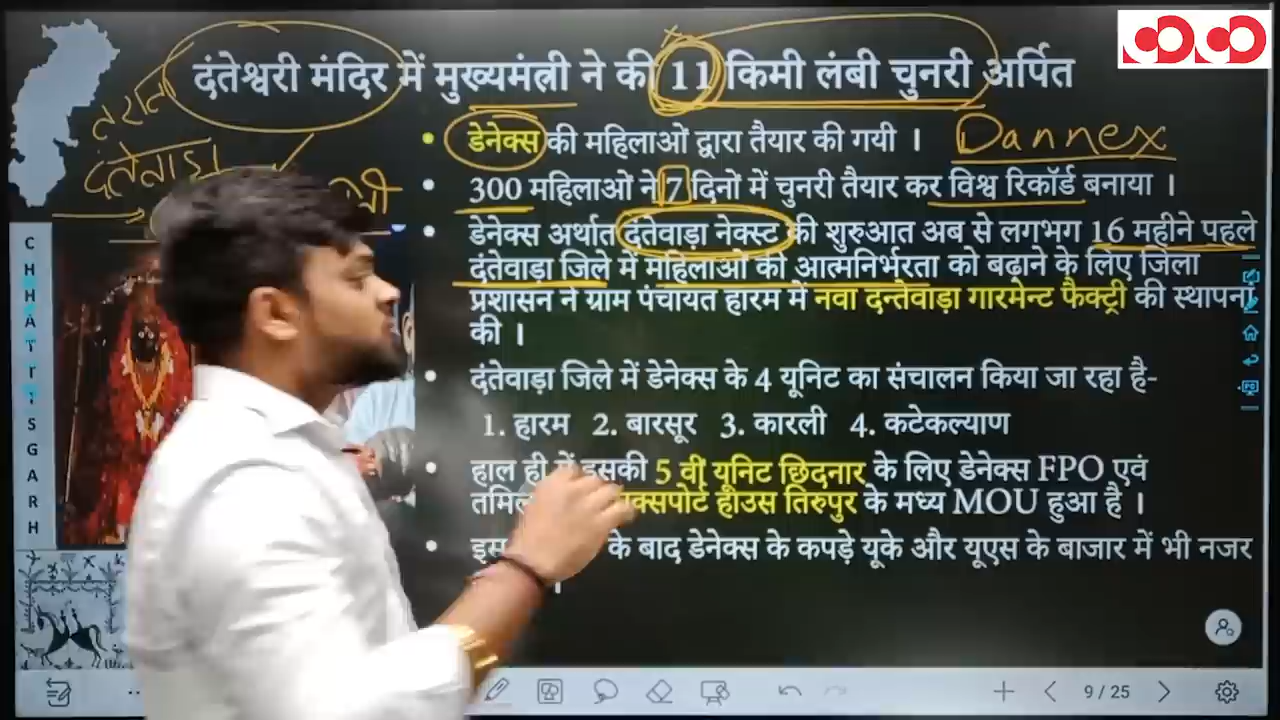 दंतेश्वरी मंदिर में मुख्यमंत्री ने की 11 किमी लंबी चुनरी अर्पित
दंतेवाड़ा
• डेनेक्स की महिलाओं द्वारा तैयार की गयी । Dannex
• 300 महिलाओं ने 7 दिनों में चुनरी तैयार कर विश्व रिकॉर्ड बनाया ।
• डेनेक्स अर्थात दंतेवाड़ा नेक्स्ट की शुरुआत अब से लगभग 16 महीने पहले
दंतेवाड़ा जिले में महिलाओं की आत्मनिर्भरता को बढ़ाने के लिए जिला
प्रशासन ने ग्राम पंचायत हारम में नवा दन्तेवाड़ा गारमेन्ट फैक्ट्री की स्थापना
की ।
• दंतेवाड़ा जिले में डेनेक्स के 4 यूनिट का संचालन किया जा रहा है-
1. हारम 2. बारसूर 3. कारली 4. कटेकल्याण
• हाल ही में इसकी 5 वीं यूनिट छिदनार के लिए डेनेक्स FPO एवं
हाउस तिरुपुर के मध्य MOU हुआ है ।
• के बाद डेनेक्स के कपड़े यूके और यूएस के बाजार में भी नजर
CHHATTISGARH
9 / 25